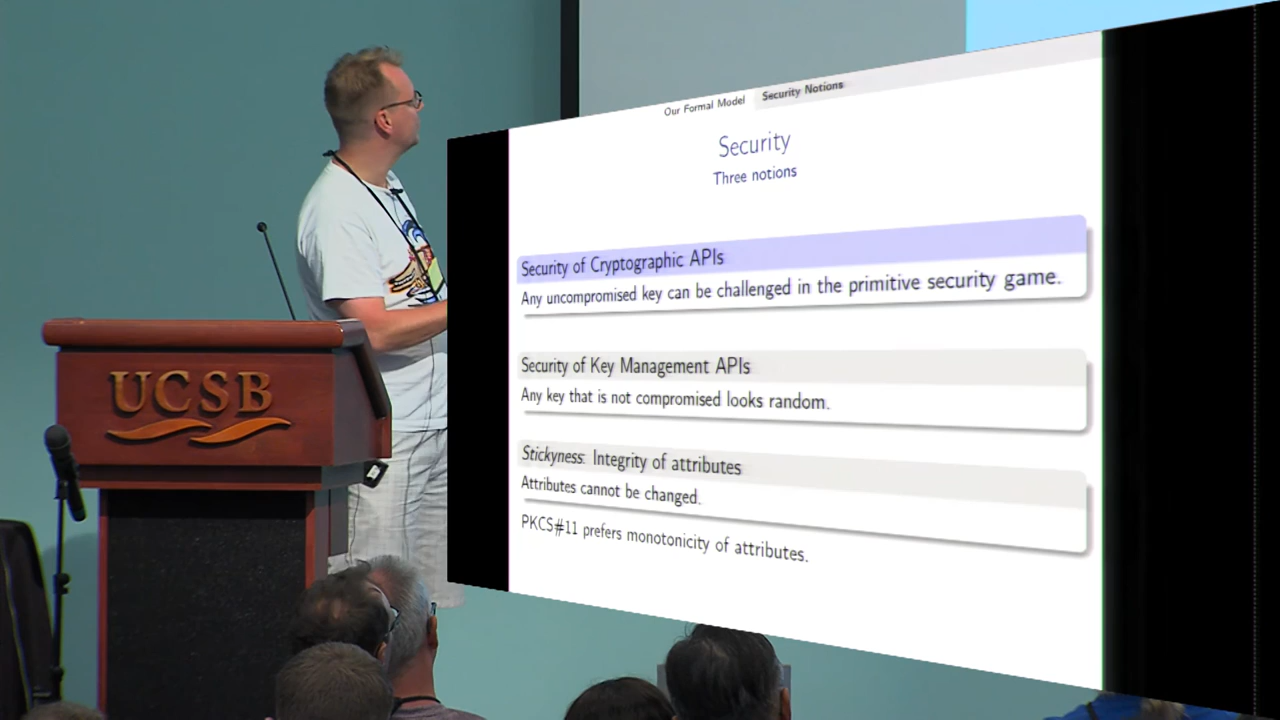 Our Formal Model
Security Notions
Security
Three notions
Security of Cryptographic APIs
Any uncompromised key can be challenged in the primitive security game.
Security of Key Management APIs
Any key that is not compromised looks random.
Stickyness: Integrity of attributes
Attributes cannot be changed.
PKCS#11 prefers monotonicity of attributes.
UCSB